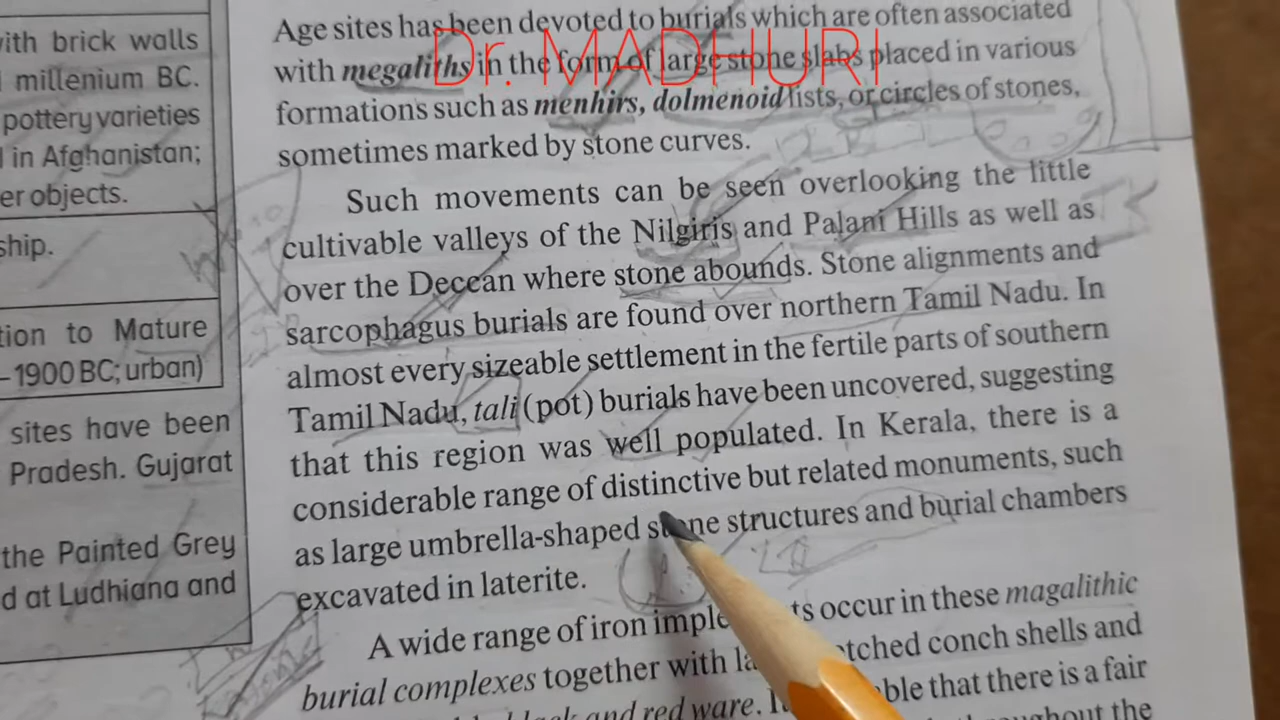 ith brick walls
millenium BC.
pottery varieties
in Afghanistan;
er objects.
ship.
tion to Mature
– 1900 BC; urban)
sites have been
Pradesh. Gujarat
the Painted Grey
d at Ludhiana and
Age sites has been devoted to burials which are often associated
with megaliths in the form of large stone slabs placed in various
formations such as menhirs, dolmenoid lists, or circles of stones,
sometimes marked by stone curves.
Such movements can be seen overlooking the little
cultivable valleys of the Nilgiris and Palani Hills as well as
over the Deccan where stone abounds. Stone alignments and
sarcophagus burials are found over northern Tamil Nadu. In
almost every sizeable settlement in the fertile parts of southern
Tamil Nadu, tali (pot) burials have been uncovered, suggesting
that this region was well populated. In Kerala, there is a
considerable range of distinctive but related monuments, such
as large umbrella-shaped stone structures and burial chambers
excavated in laterite.
A wide range of iron imple ts occur in these magalithic
burial complexes together with la tched conch shells and
and red ware. I ble that there is a fair
the
Dr. MADHURI